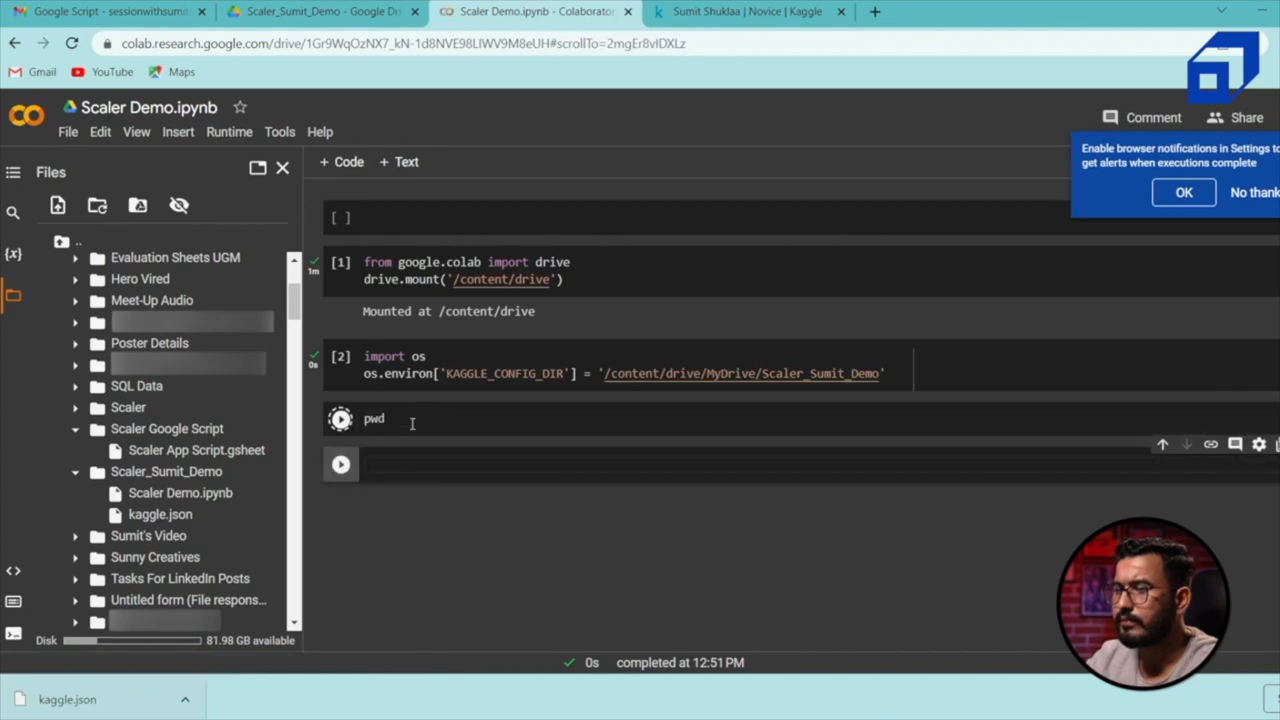 Google Script - sessionwithsumit
Scaler_Sumit_Demo - Google Dri
Scaler Demo.ipynb - Colaborator
Sumit Shuklaa | Novice | Kaggle
colab.research.google.com/drive/1Gr9WqOzNX7_kN-1d8NVE98LIWV9M8eUH#scrollTo=2mgEr8vIDXLz
Gmail
YouTube
Maps
Scaler Demo.ipynb
File Edit View Insert Runtime Tools Help
Comment
Share
Enable browser notifications in Settings to
get alerts when executions complete
OK
No thank
Files
+ Code + Text
..
Evaluation Sheets UGM
Hero Vired
Meet-Up Audio
Poster Details
SQL Data
Scaler
Scaler Google Script
Scaler App Script.gsheet
Scaler_Sumit_Demo
Scaler Demo.ipynb
kaggle.json
Sumit's Video
Sunny Creatives
Tasks For LinkedIn Posts
Untitled form (File respons...
Disk
81.98 GB available
[ ]
[1] from google.colab import drive
1m
drive.mount('/content/drive')
Mounted at /content/drive
[2] import os
0s
os.environ['KAGGLE_CONFIG_DIR'] = '/content/drive/MyDrive/Scaler_Sumit_Demo'
pwd
{x}
0s completed at 12:51 PM
kaggle.json